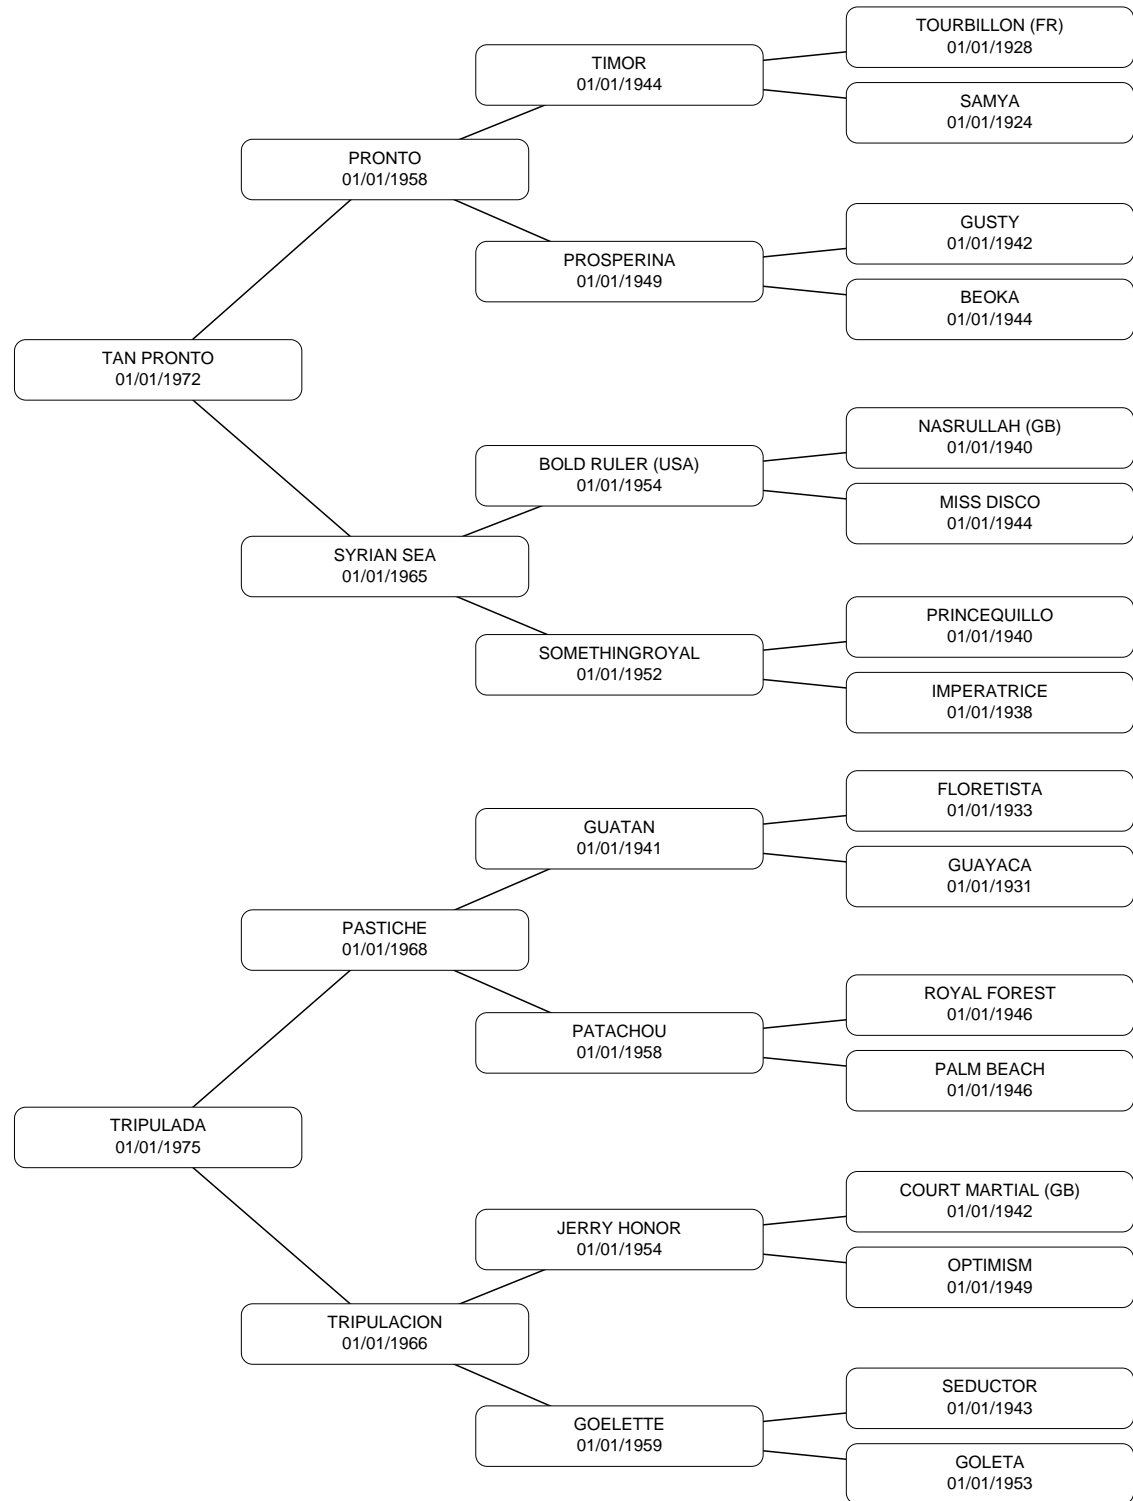 TOURBILLON (FR)
01/01/1928
TIMOR
01/01/1944
SAMYA
01/01/1924
PRONTO
01/01/1958
GUSTY
01/01/1942
PROSPERINA
01/01/1949
BEOKA
01/01/1944
TAN PRONTO
01/01/1972
NASRULLAH (GB)
01/01/1940
BOLD RULER (USA)
01/01/1954
MISS DISCO
01/01/1944
SYRIAN SEA
01/01/1965
PRINCEQUILLO
01/01/1940
SOMETHINGROYAL
01/01/1952
IMPERATRICE
01/01/1938
FLORETISTA
01/01/1933
GUATAN
01/01/1941
GUAYACA
01/01/1931
PASTICHE
01/01/1968
ROYAL FOREST
01/01/1946
PATACHOU
01/01/1958
PALM BEACH
01/01/1946
TRIPULADA
01/01/1975
COURT MARTIAL (GB)
01/01/1942
JERRY HONOR
01/01/1954
OPTIMISM
01/01/1949
TRIPULACION
01/01/1966
SEDUCTOR
01/01/1943
GOELETTE
01/01/1959
GOLETA
01/01/1953